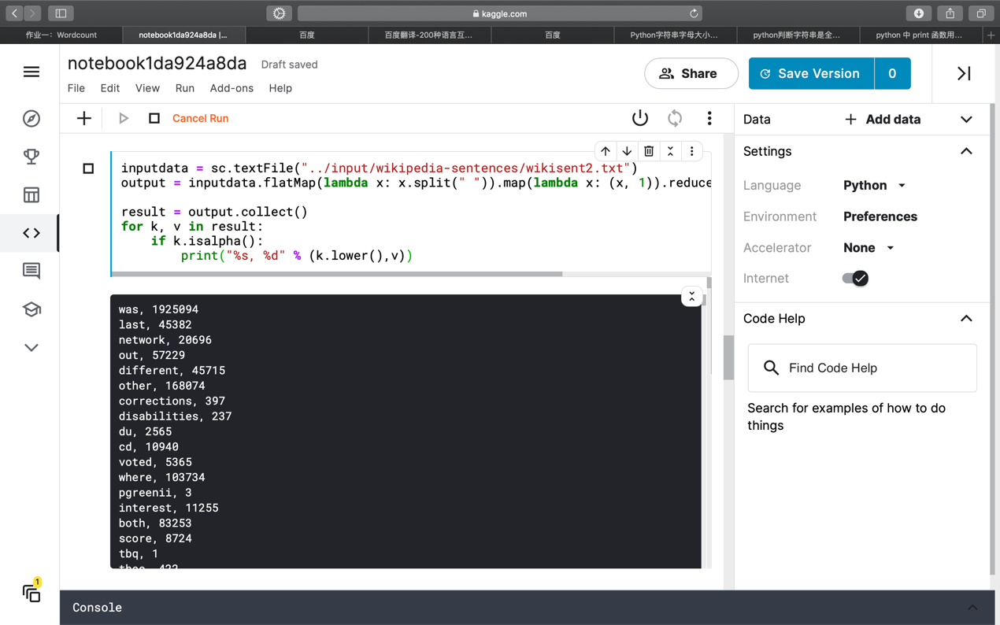 kaggle.com
作业一：Wordcount
notebook1da924a8da |...
百度
百度翻译-200种语言互...
百度
Python字符串字母大小...
python判断字符串是全...
python 中 print 函数用...
notebook1da924a8da Draft saved
File Edit View Run Add-ons Help
Share
Save Version 0
Cancel Run
inputdata = sc.textFile("../input/wikipedia-sentences/wikisent2.txt")
output = inputdata.flatMap(lambda x: x.split(" ")).map(lambda x: (x, 1)).reduce
result = output.collect()
for k, v in result:
if k.isalpha():
print("%s, %d" % (k.lower(),v))
was, 1925094
last, 45382
network, 20696
out, 57229
different, 45715
other, 168074
corrections, 397
disabilities, 237
du, 2565
cd, 10940
voted, 5365
where, 103734
pgreenii, 3
interest, 11255
both, 83253
score, 8724
tbq, 1
Data + Add data
Settings
Language Python
Environment Preferences
Accelerator None
Internet
Code Help
Find Code Help
Search for examples of how to do
things
1
Console